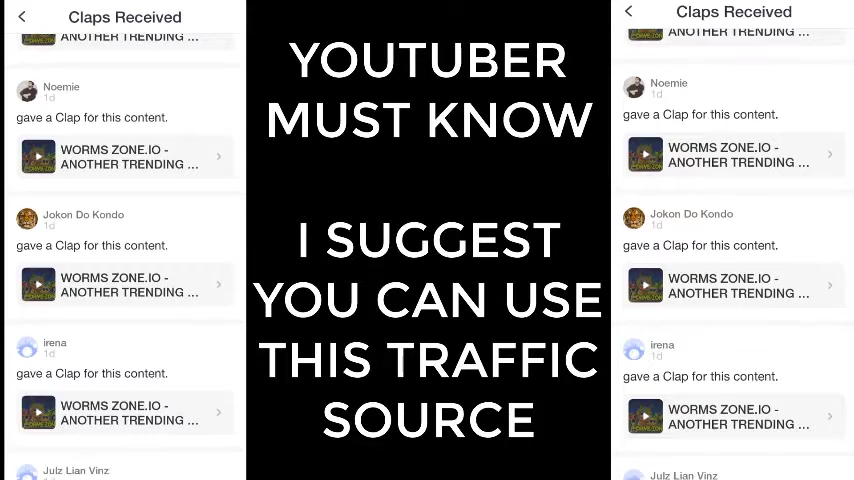 Claps Received
ANOTHER TRENDING ...
Noemie
1d
gave a Clap for this content.
WORMS ZONE.IO -
ANOTHER TRENDING ...
Jokon Do Kondo
1d
gave a Clap for this content.
WORMS ZONE.IO -
ANOTHER TRENDING ...
irena
1d
gave a Clap for this content.
WORMS ZONE.IO -
ANOTHER TRENDING ...
Julz Lian Vinz
YOUTUBER
MUST KNOW
I SUGGEST
YOU CAN USE
THIS TRAFFIC
SOURCE
Claps Received
ANOTHER TRENDING ...
Noemie
1d
gave a Clap for this content.
WORMS ZONE.IO -
ANOTHER TRENDING ...
Jokon Do Kondo
1d
gave a Clap for this content.
WORMS ZONE.IO -
ANOTHER TRENDING ...
irena
1d
gave a Clap for this content.
WORMS ZONE.IO -
ANOTHER TRENDING ...
Julz Lian Vinz